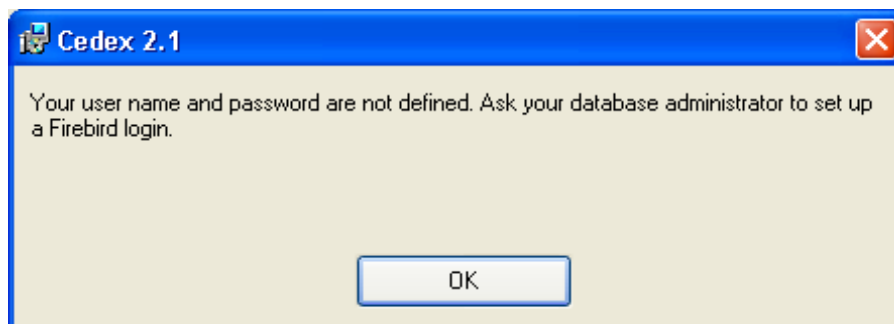 Cedex 2.1
Your user name and password are not defined. Ask your database administrator to set up
a Firebird login.
OK